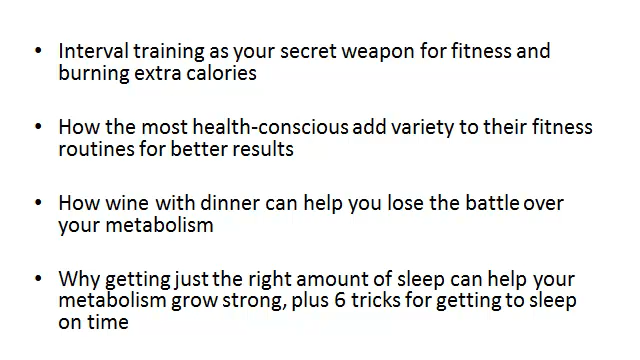 • Interval training as your secret weapon for fitness and
burning extra calories
• How the most health-conscious add variety to their fitness
routines for better results
• How wine with dinner can help you lose the battle over
your metabolism
• Why getting just the right amount of sleep can help your
metabolism grow strong, plus 6 tricks for getting to sleep
on time